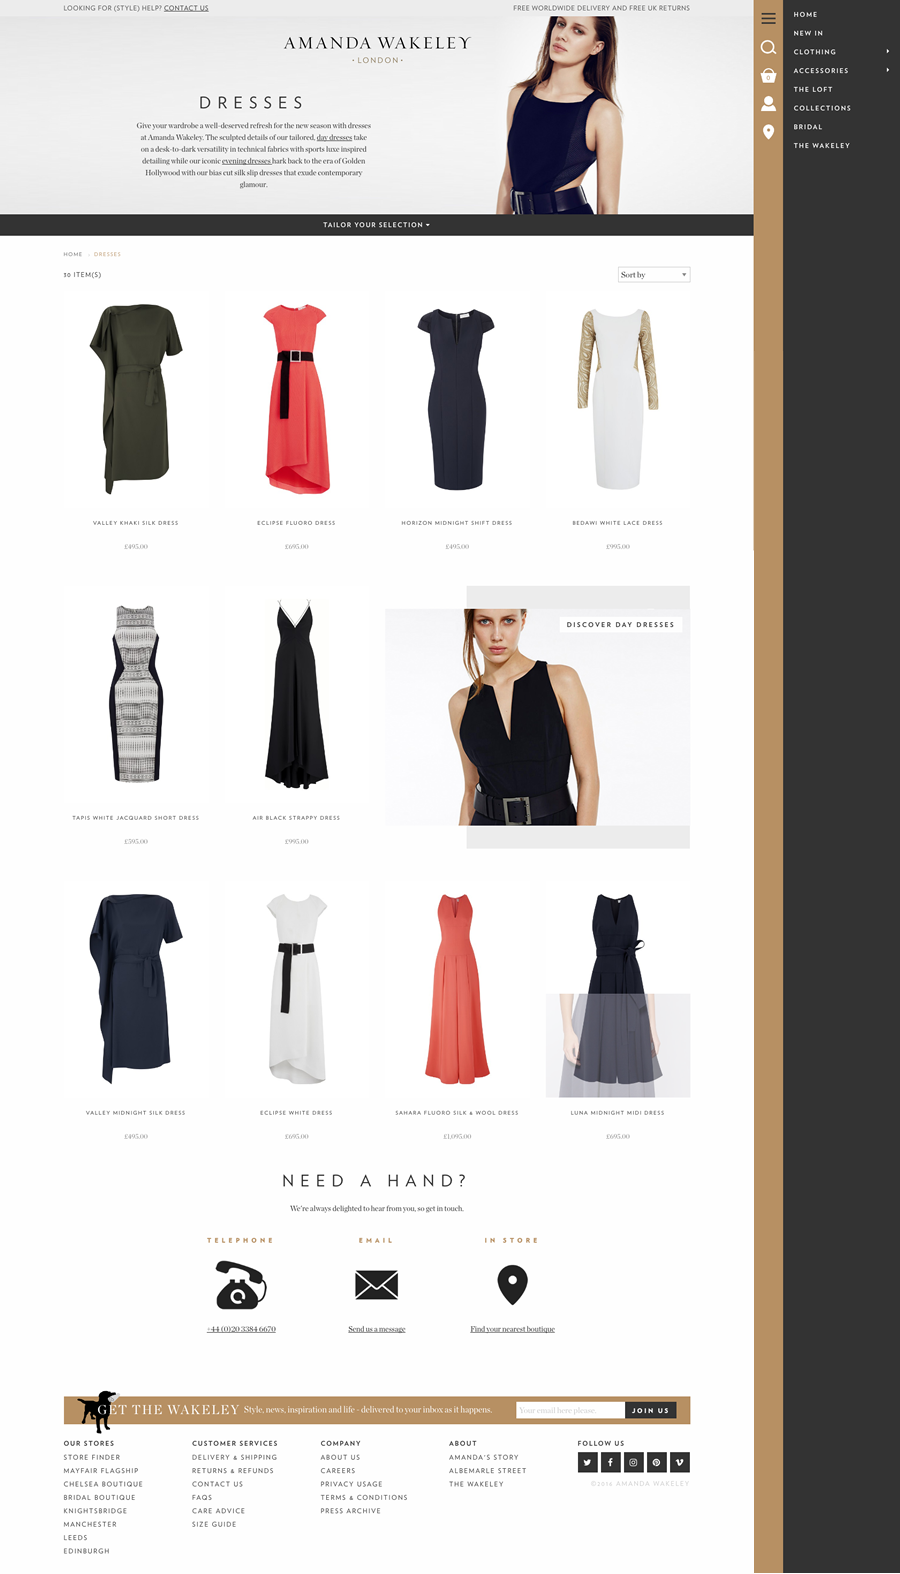 LOOKING FOR (STYLE) HELP? CONTACT US
FREE WORLDWIDE DELIVERY AND FREE UK RETURNS
AMANDA WAKELEY
• LONDON •
DRESSES
Give your wardrobe a well-deserved refresh for the new season with dresses
at Amanda Wakeley. The sculpted details of our tailored, day dresses take
on a desk-to-dark versatility in technical fabrics with sports luxe inspired
detailing while our iconic evening dresses hark back to the era of Golden
Hollywood with our bias cut silk slip dresses that exude contemporary
glamour.
TAILOR YOUR SELECTION
0
HOME
NEW IN
CLOTHING
ACCESSORIES
THE LOFT
COLLECTIONS
BRIDAL
THE WAKELEY
HOME DRESSES
30 ITEM(S)
Sort by
VALLEY KHAKI SILK DRESS
£495.00
ECLIPSE FLUORO DRESS
£695.00
HORIZON MIDNIGHT SHIFT DRESS
£495.00
BEDAWI WHITE LACE DRESS
£995.00
TAPIS WHITE JACQUARD SHORT DRESS
£595.00
AIR BLACK STRAPPY DRESS
£995.00
DISCOVER DAY DRESSES
VALLEY MIDNIGHT SILK DRESS
£495.00
ECLIPSE WHITE DRESS
£695.00
SAHARA FLUORO SILK & WOOL DRESS
£1,095.00
LUNA MIDNIGHT MIDI DRESS
£695.00
NEED A HAND?
We're always delighted to hear from you, so get in touch.
TELEPHONE
+44 (0)20 3384 6670
EMAIL
Send us a message
IN STORE
Find your nearest boutique
GET THE WAKELEY Style, news, inspiration and life - delivered to your inbox as it happens.
Your email here please.
JOIN US
OUR STORES
STORE FINDER
MAYFAIR FLAGSHIP
CHELSEA BOUTIQUE
BRIDAL BOUTIQUE
KNIGHTSBRIDGE
MANCHESTER
LEEDS
EDINBURGH
CUSTOMER SERVICES
DELIVERY & SHIPPING
RETURNS & REFUNDS
CONTACT US
FAQS
CARE ADVICE
SIZE GUIDE
COMPANY
ABOUT US
CAREERS
PRIVACY USAGE
TERMS & CONDITIONS
PRESS ARCHIVE
ABOUT
AMANDA'S STORY
ALBEMARLE STREET
THE WAKELEY
FOLLOW US
©2016 AMANDA WAKELEY